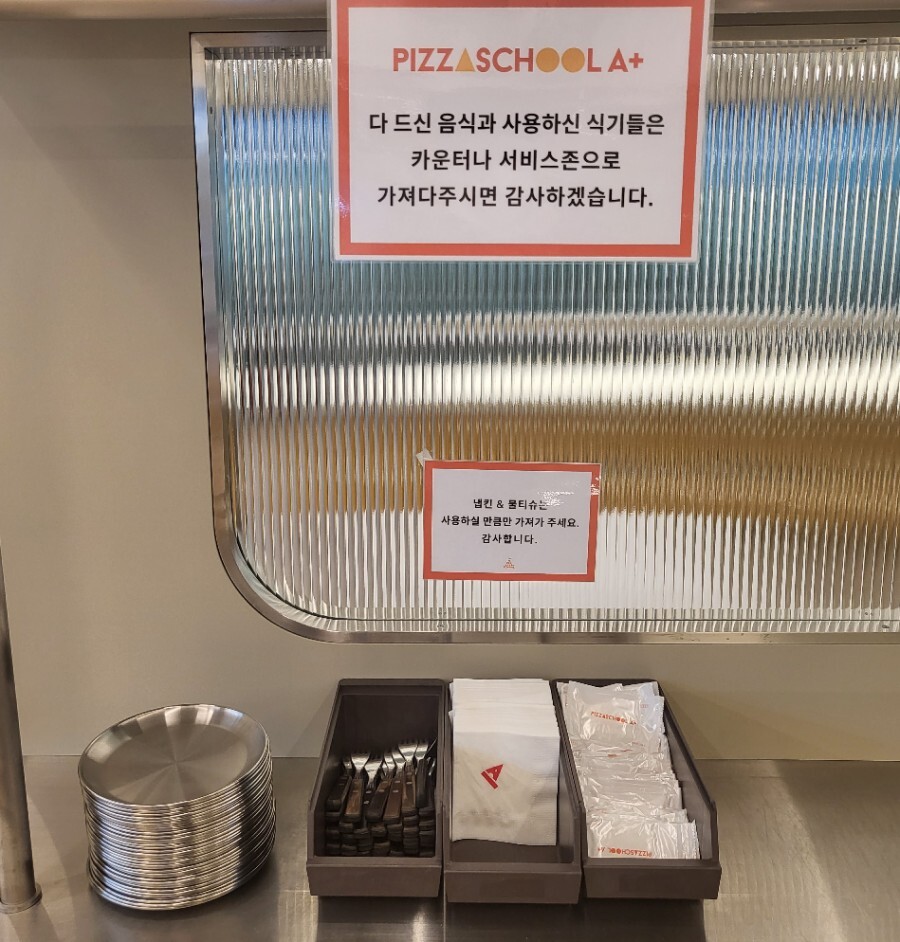 PIZZASCHOOL A+
다 드신 음식과 사용하신 식기들은
카운터나 서비스존으로
가져다주시면 감사하겠습니다.
냅킨 & 물티슈는
사용하실 만큼만 가져가 주세요.
감사합니다.
PIZZASCHOOL A+
PIZZASCHOOL A+